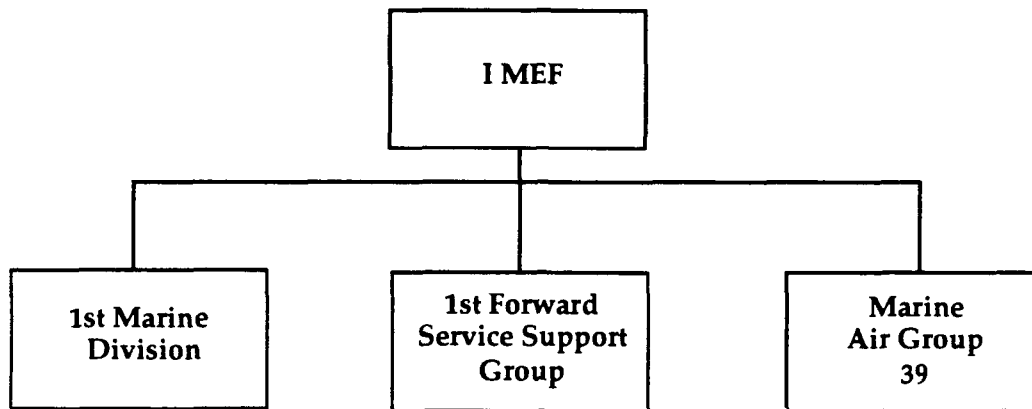 I MEF
1st Marine
Division
1st Forward
Service Support
Group
Marine
Air Group
39